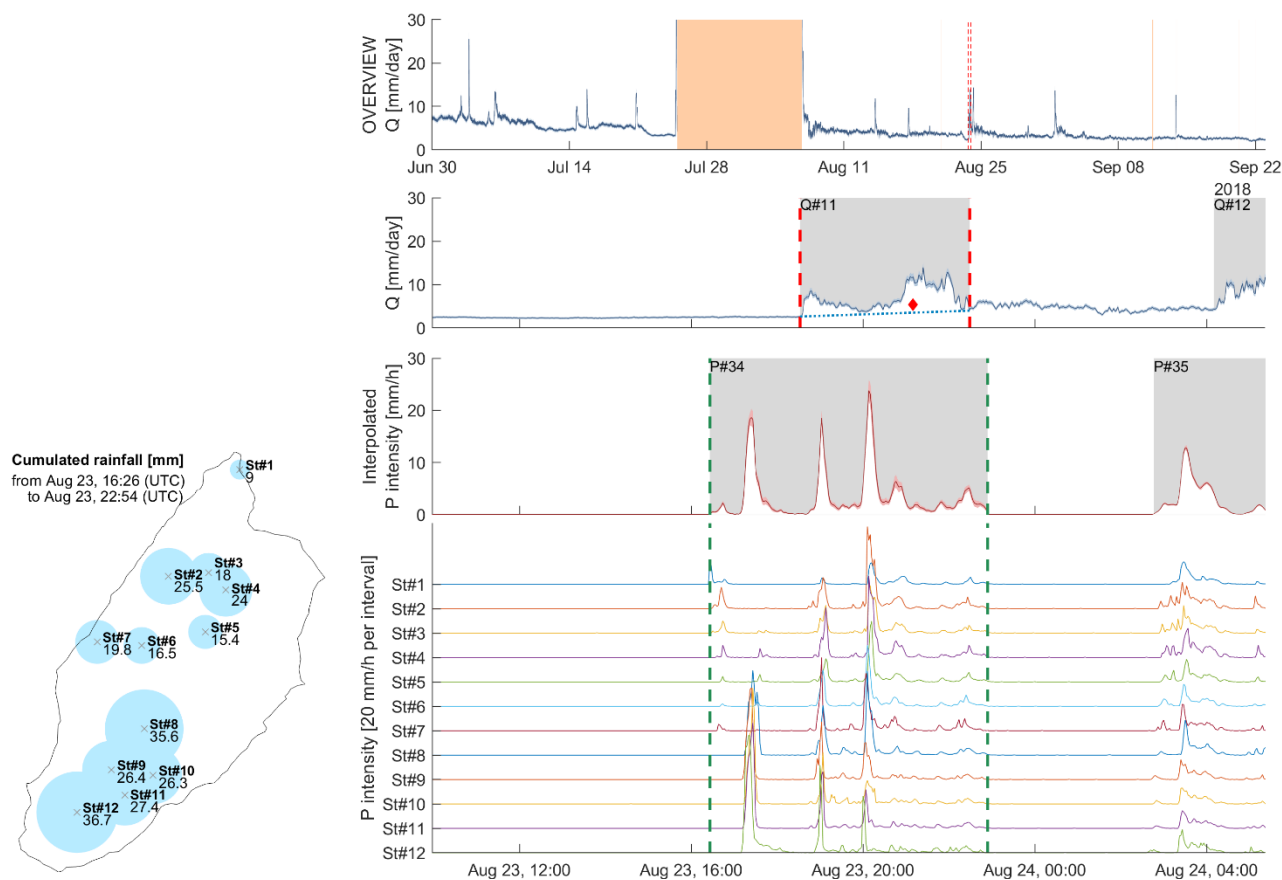 OVERVIEW
Q [mm/day]
30
20
10
0
Jun 30
Jul 14
Jul 28
Aug 11
Aug 25
Sep 08
Sep 22
2018
Q [mm/day]
30
20
10
0
Q#11
Q#12
Interpolated
P intensity [mm/h]
30
20
10
0
P#34
P#35
Cumulated rainfall [mm]
from Aug 23, 16:26 (UTC)
to Aug 23, 22:54 (UTC)
St#1
9
St#2
25.5
St#3
18
St#4
24
St#5
15.4
St#6
16.5
St#7
19.8
St#8
35.6
St#9
26.4
St#10
26.3
St#11
27.4
St#12
36.7
P intensity [20 mm/h per interval]
St#1
St#2
St#3
St#4
St#5
St#6
St#7
St#8
St#9
St#10
St#11
St#12
Aug 23, 12:00
Aug 23, 16:00
Aug 23, 20:00
Aug 24, 00:00
Aug 24, 04:00